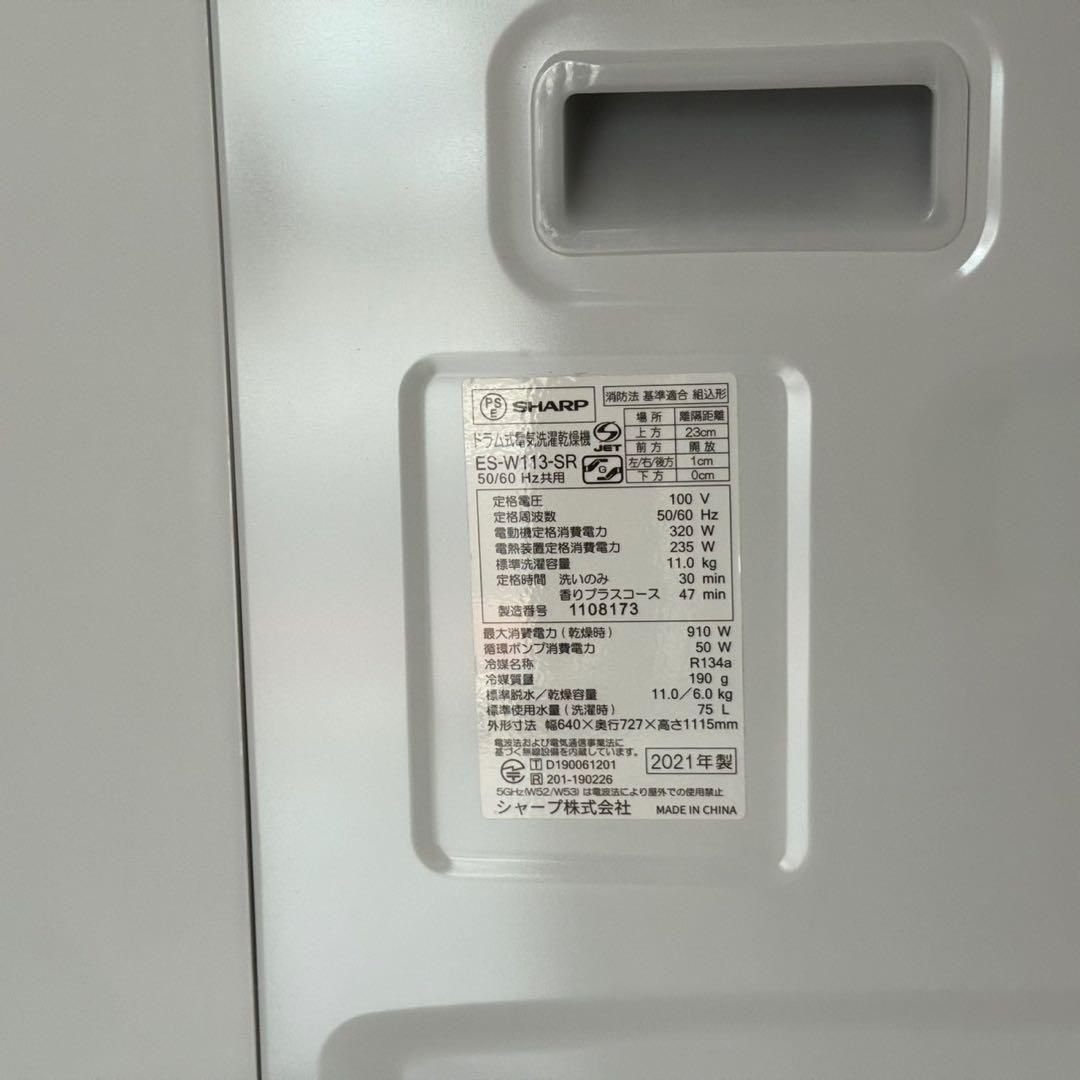 PSE SHARP
消防法 基準適合 組込形
ドラム式電気洗濯乾燥機 JET
ES-W113-SR
50/60 Hz共用 G
場所 離隔距離
上方 23cm
前方 開放
左/右/後方 1cm
下方 0cm
定格電圧 100 V
定格周波数 50/60 Hz
電動機定格消費電力 320 W
電熱装置定格消費電力 235 W
標準洗濯容量 11.0 kg
定格時間 洗いのみ 30 min
香りプラスコース 47 min
製造番号 1108173
最大消費電力(乾燥時) 910 W
循環ポンプ消費電力 50 W
冷媒名称 R134a
冷媒質量 190 g
標準脱水/乾燥容量 11.0/6.0 kg
標準使用水量(洗濯時) 75 L
外形寸法 幅640×奥行727×高さ1115mm
電波法および電気通信事業法に
基づく無線設備を内蔵しています。
T D190061201
R 201-190226
2021年製
5GHz(W52/W53)は電波法により屋外での使用禁止
シャープ株式会社 MADE IN CHINA